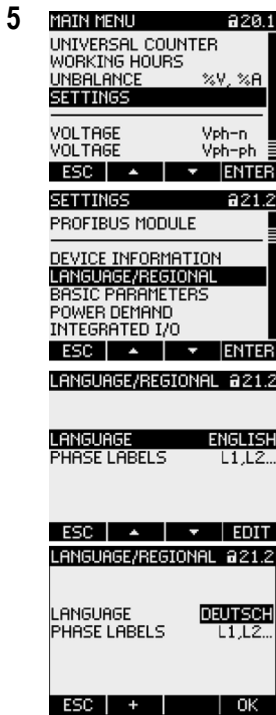 5
MAIN MENU 20.1
UNIVERSAL COUNTER
WORKING HOURS
UNBALANCE %V, %A
SETTINGS
VOLTAGE Vph-n
VOLTAGE Vph-ph
ESC ▲ ▼ ENTER
SETTINGS 21.2
PROFIBUS MODULE
DEVICE INFORMATION
LANGUAGE/REGIONAL
BASIC PARAMETERS
POWER DEMAND
INTEGRATED I/O
ESC ▲ ▼ ENTER
LANGUAGE/REGIONAL 21.2
LANGUAGE ENGLISH
PHASE LABELS L1,L2...
ESC ▲ ▼ EDIT
LANGUAGE/REGIONAL 21.2
LANGUAGE DEUTSCH
PHASE LABELS L1,L2...
ESC + OK